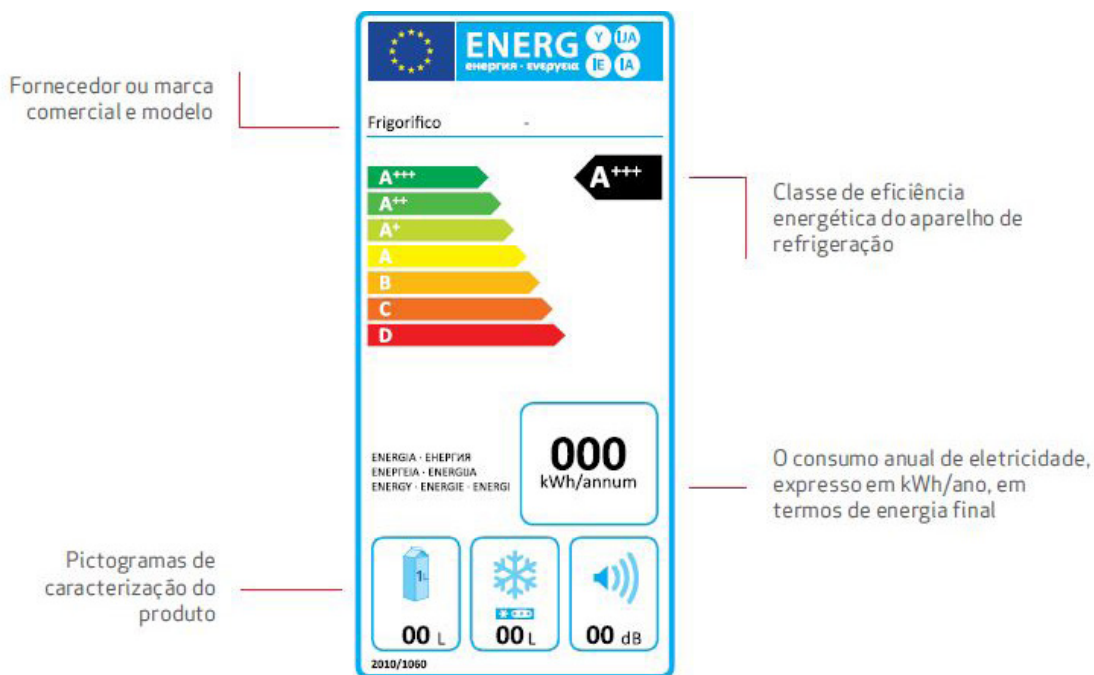 ENERG
Y IJA
енергия · ενεργεια
IE IA
Fornecedor ou marca
comercial e modelo
Frigorifico -
A+++
A++
A+
A
B
C
D
A+++
Classe de eficiência
energética do aparelho de
refrigeração
ENERGIA · ЕНЕРГИЯ
ΕΝΕΡΓΕΙΑ · ENERGIJA
ENERGY · ENERGIE · ENERGI
000
kWh/annum
O consumo anual de eletricidade,
expresso em kWh/ano, em
termos de energia final
Pictogramas de
caracterização do
produto
1L
00 L
00 L
00 dB
2010/1060